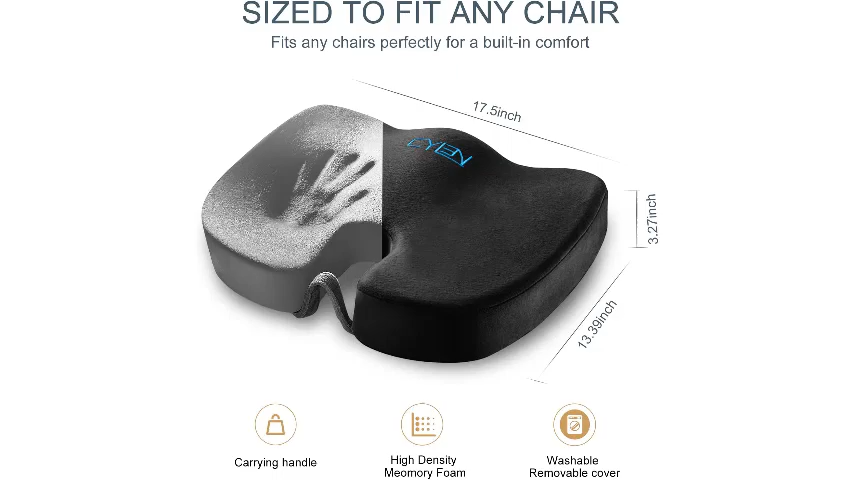 SIZED TO FIT ANY CHAIR
Fits any chairs perfectly for a built-in comfort
17.5inch
CYLEN
3.27inch
13.39inch
Carrying handle
High Density
Meomory Foam
Washable
Removable cover